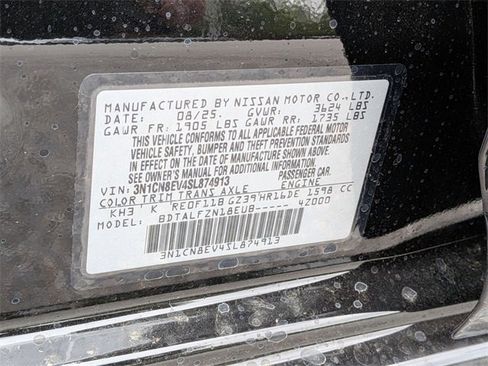 MANUFACTURED BY NISSAN MOTOR CO.,LTD.
DATE: 08/25. GVWR: 3624 LBS
GAWR FR: 1905 LBS GAWR RR: 1735 LBS
THIS VEHICLE CONFORMS TO ALL APPLICABLE FEDERAL MOTOR
VEHICLE SAFETY, BUMPER, AND THEFT PREVENTION STANDARDS
IN EFFECT ON THE DATE OF MANUFACTURE SHOWN ABOVE.
SEE OWNER'S MANUAL FOR ADDITIONAL INFORMATION
VIN: 3N1CN8EV4SL874913 PASSENGER CAR
COLOR TRIM TRANS AXLE ENGINE
KH3 K RE0F11B GZ39 HR16DE 1598 CC
MODEL: BDTALFZN18EUB----- 4Z000
3N1CN8EV4SL874913